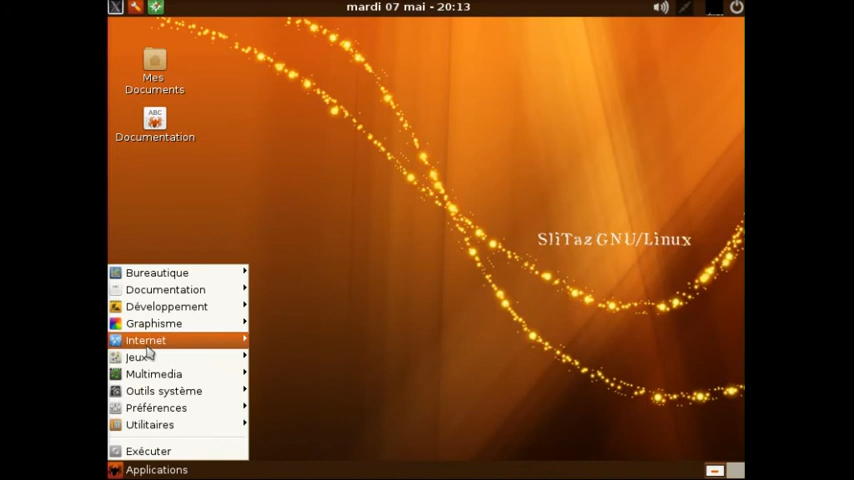 mardi 07 mai - 20:13
Mes
Documents
ABC
Documentation
SliTaz GNU/Linux
Bureautique
Documentation
Développement
Graphisme
Internet
Jeux
Multimedia
Outils système
Préférences
Utilitaires
Exécuter
Applications